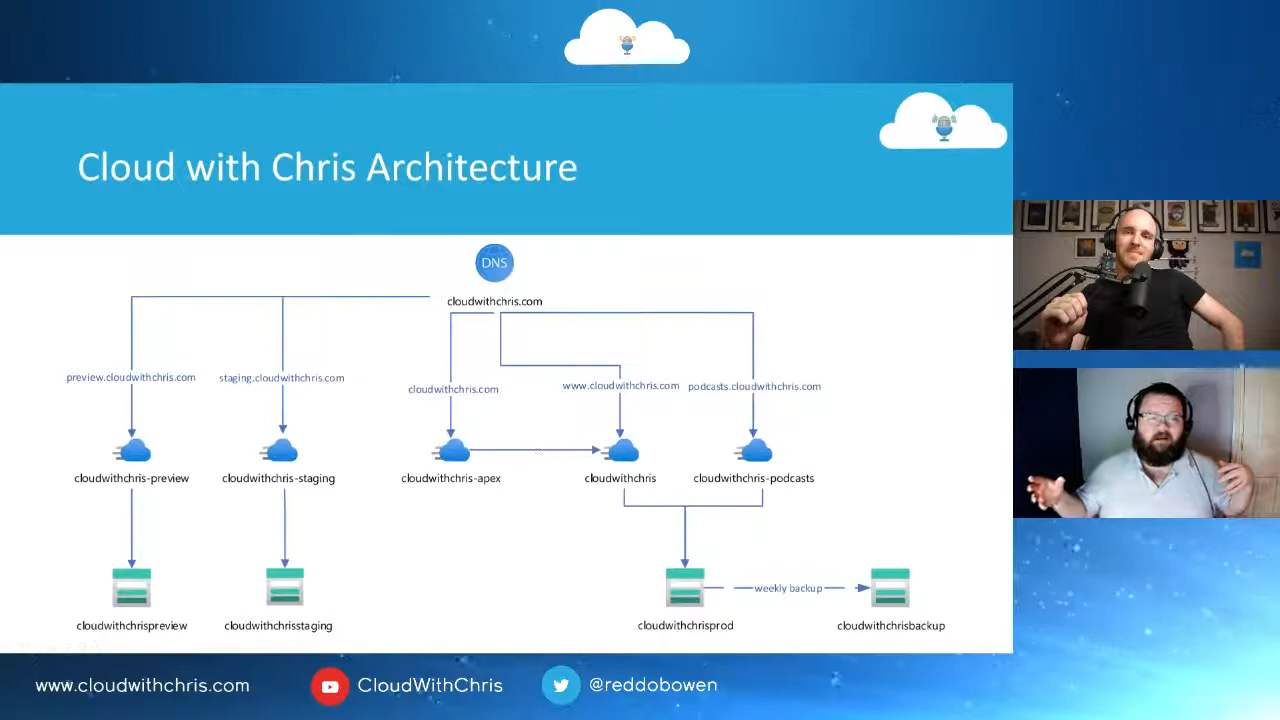 Cloud with Chris Architecture
DNS
cloudwithchris.com
preview.cloudwithchris.com
staging.cloudwithchris.com
cloudwithchris.com
www.cloudwithchris.com
podcasts.cloudwithchris.com
cloudwithchris-preview
cloudwithchris-staging
cloudwithchris-apex
cloudwithchris
cloudwithchris-podcasts
weekly backup
cloudwithchrispreview
cloudwithchrisstaging
cloudwithchrisprod
cloudwithchrisbackup
www.cloudwithchris.com
CloudWithChris
@reddobowen